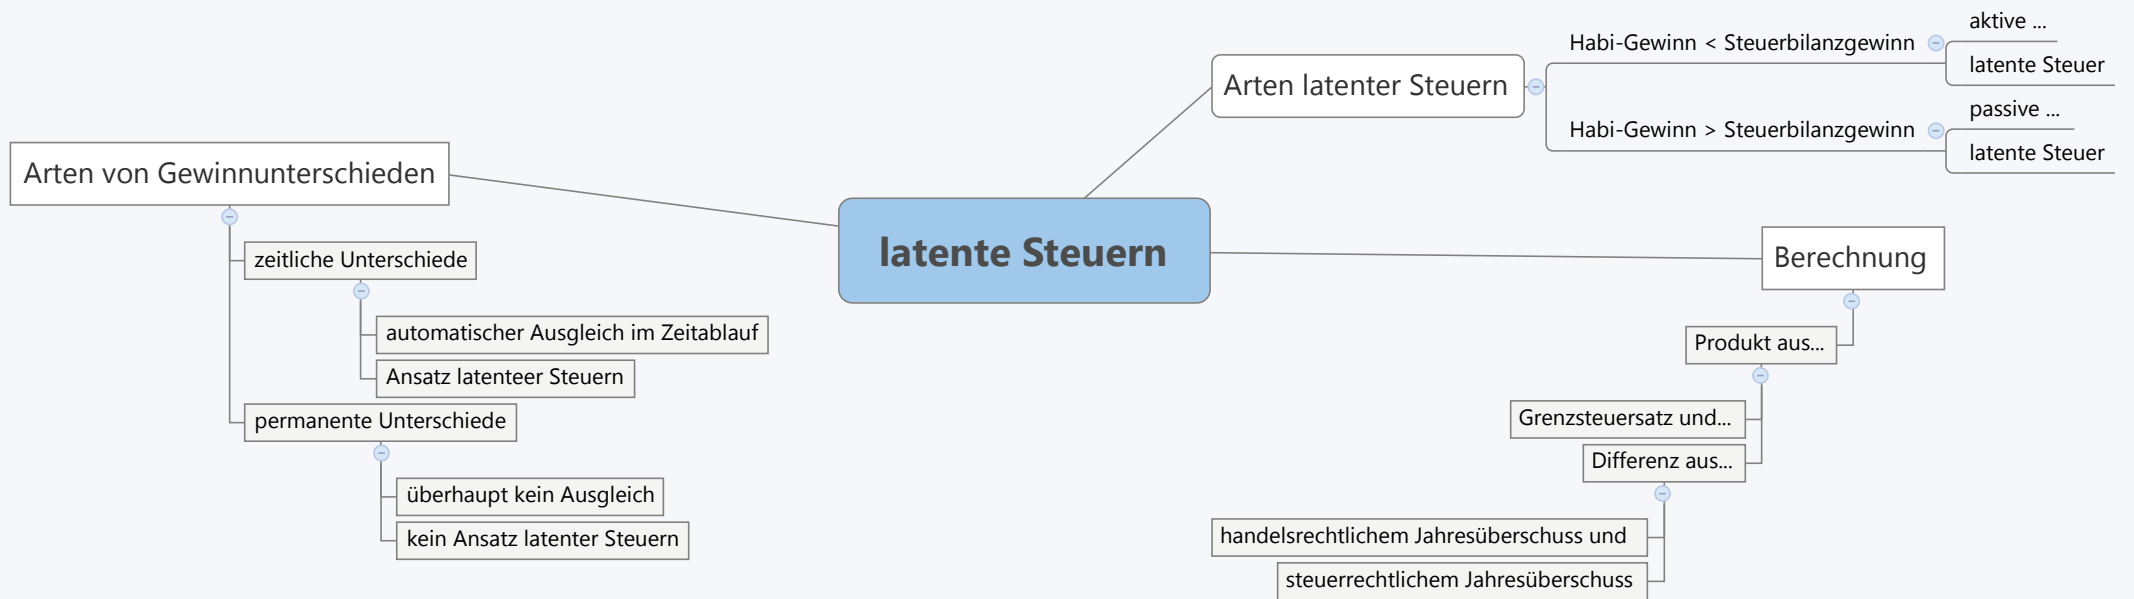 latente Steuern
Arten latenter Steuern
Habi-Gewinn < Steuerbilanzgewinn
aktive ...
latente Steuer
Habi-Gewinn > Steuerbilanzgewinn
passive ...
latente Steuer
Berechnung
Produkt aus...
Grenzsteuersatz und...
Differenz aus...
handelsrechtlichem Jahresüberschuss und
steuerrechtlichem Jahresüberschuss
Arten von Gewinnunterschieden
zeitliche Unterschiede
automatischer Ausgleich im Zeitablauf
Ansatz latenteer Steuern
permanente Unterschiede
überhaupt kein Ausgleich
kein Ansatz latenter Steuern